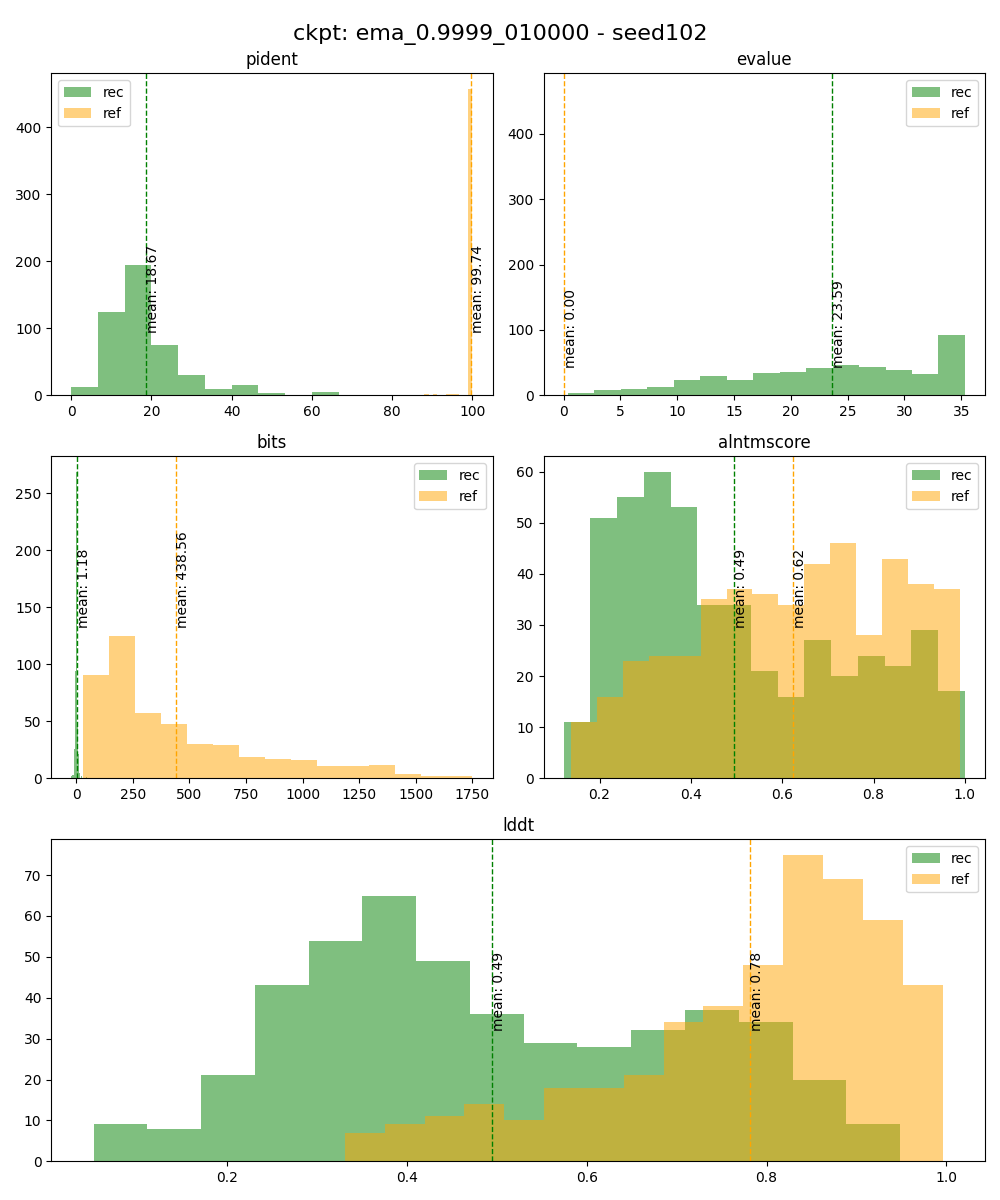 ckpt: ema_0.9999_010000 - seed102
pident
rec
ref
400
300
200
100
0
mean: 18.67
mean: 99.74
0
20
40
60
80
100
evalue
rec
ref
400
300
200
100
0
mean: 0.00
mean: 23.59
0
5
10
15
20
25
30
35
bits
rec
ref
250
200
150
100
50
0
mean: 1.18
mean: 438.56
0
250
500
750
1000
1250
1500
1750
alntmscore
rec
ref
60
50
40
30
20
10
0
mean: 0.49
mean: 0.62
0.2
0.4
0.6
0.8
1.0
lddt
rec
ref
70
60
50
40
30
20
10
0
mean: 0.49
mean: 0.78
0.2
0.4
0.6
0.8
1.0